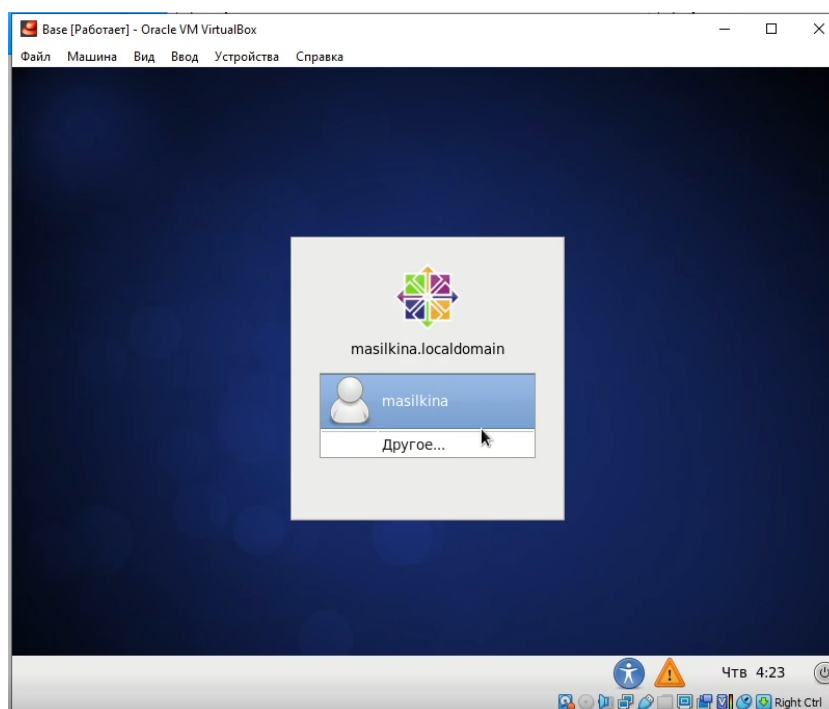 Base [Работает] - Oracle VM VirtualBox
Файл Машина Вид Ввод Устройства Справка
masilkina.localdomain
masilkina
Другое...
Чтв 4:23
Right Ctrl